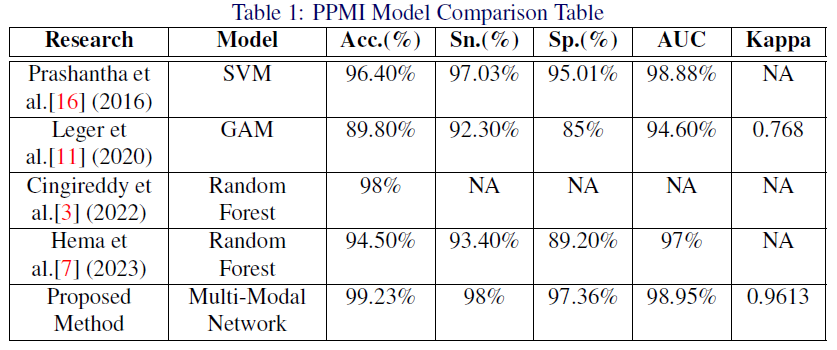 Table 1: PPMI Model Comparison Table
Research Model Acc.(%) Sn.(%) Sp.(%) AUC Kappa
Prashantha et SVM 96.40% 97.03% 95.01% 98.88% NA
al.[16] (2016)
Leger et GAM 89.80% 92.30% 85% 94.60% 0.768
al.[11] (2020)
Cingireddy et Random 98% NA NA NA NA
al.[3] (2022) Forest
Hema et Random 94.50% 93.40% 89.20% 97% NA
al.[7] (2023) Forest
Proposed Multi-Modal 99.23% 98% 97.36% 98.95% 0.9613
Method Network